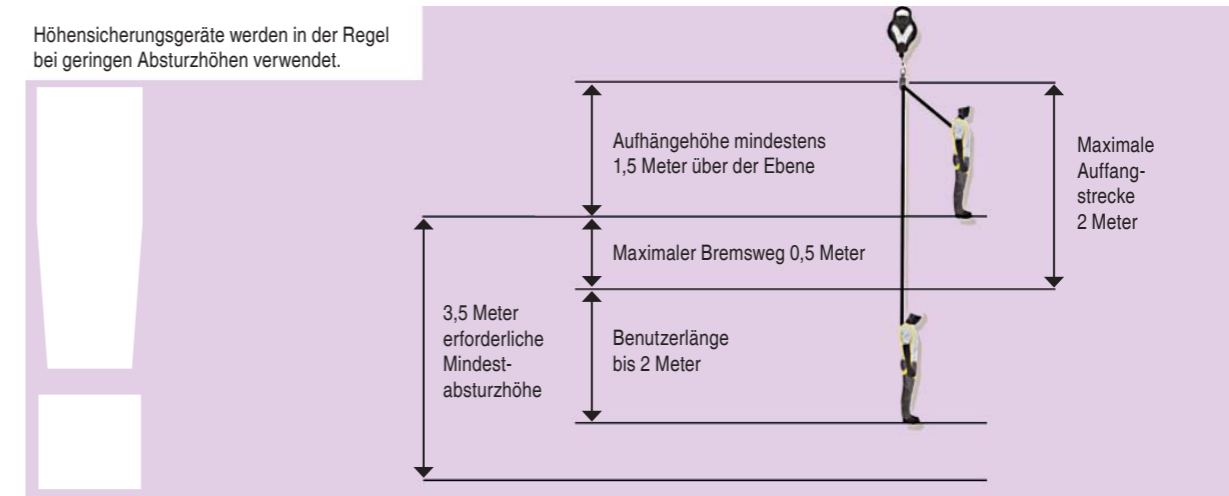 Höhensicherungsgeräte werden in der Regel
bei geringen Absturzhöhen verwendet.
Aufhängehöhe mindestens
1,5 Meter über der Ebene
Maximale
Auffang-
strecke
2 Meter
Maximaler Bremsweg 0,5 Meter
3,5 Meter
erforderliche
Mindest-
absturzhöhe
Benutzerlänge
bis 2 Meter